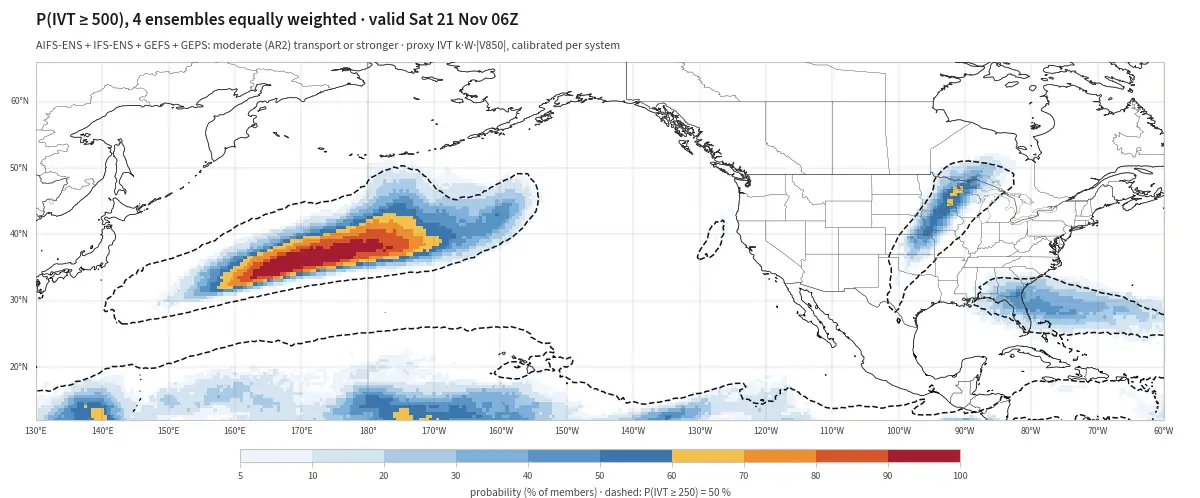 P(IVT ≥ 500), 4 ensembles equally weighted · valid Sat 21 Nov 06Z
AIFS-ENS + IFS-ENS + GEFS + GEPS: moderate (AR2) transport or stronger · proxy IVT k·W·|V850|, calibrated per system
60°N
50°N
40°N
30°N
20°N
130°E 140°E 150°E 160°E 170°E 180° 170°W 160°W 150°W 140°W 130°W 120°W 110°W 100°W 90°W 80°W 70°W 60°W
5 10 20 30 40 50 60 70 80 90 100
probability (% of members) · dashed: P(IVT ≥ 250) = 50 %